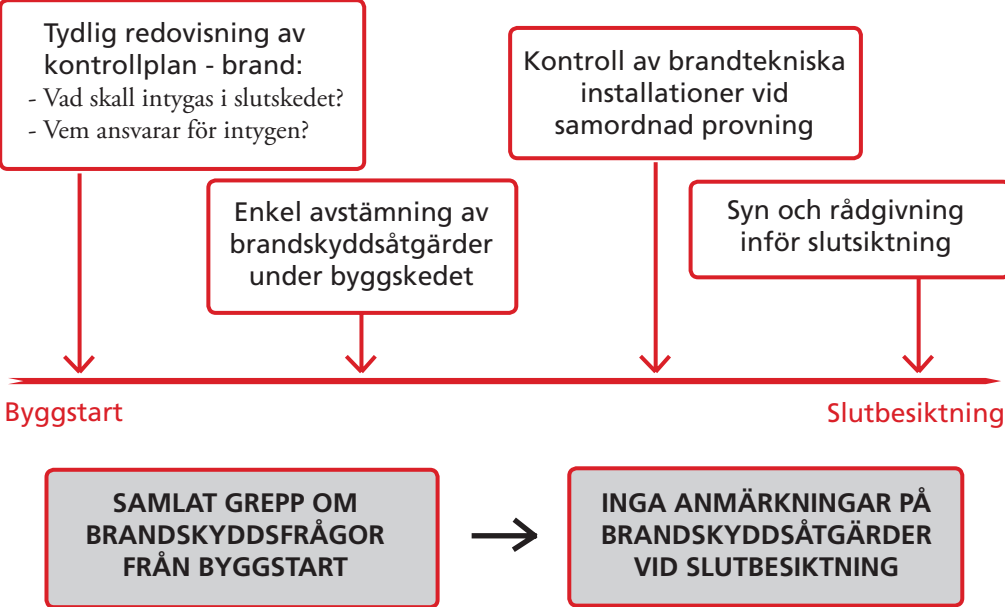 Tydlig redovisning av
kontrollplan - brand:
- Vad skall intygas i slutskedet?
- Vem ansvarar för intygen?
Enkel avstämning av
brandskyddsåtgärder
under byggskedet
Kontroll av brandtekniska
installationer vid
samordnad provning
Syn och rådgivning
inför slutsiktning
Byggstart
Slutbesiktning
SAMLAT GREPP OM
BRANDSKYDDSFRÅGOR
FRÅN BYGGSTART
INGA ANMÄRKNINGAR PÅ
BRANDSKYDDSÅTGÄRDER
VID SLUTBESIKTNING